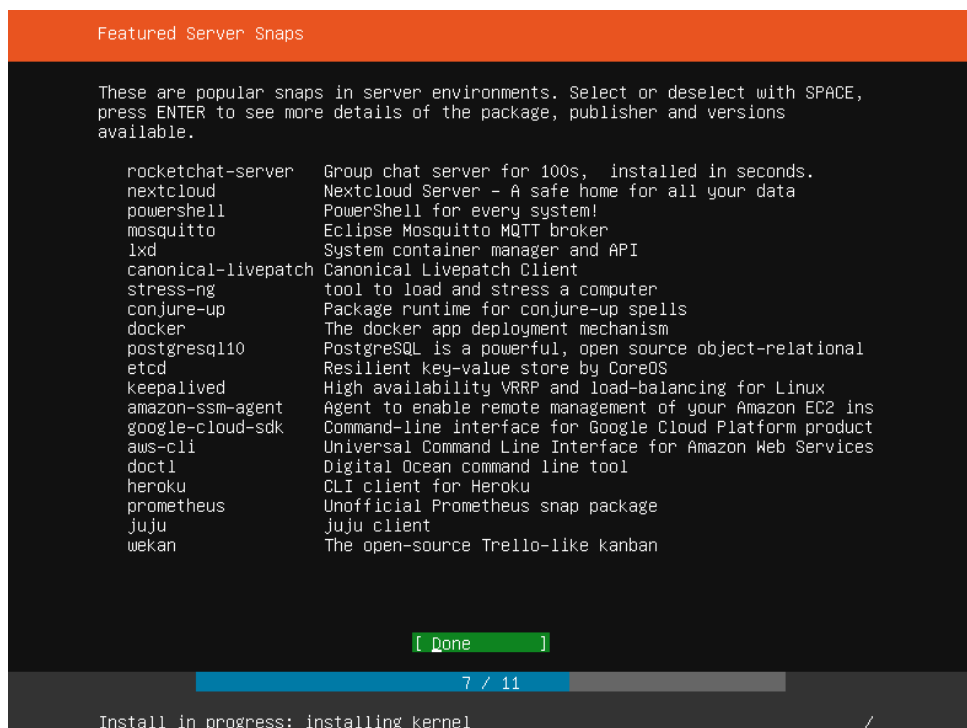 Featured Server Snaps
These are popular snaps in server environments. Select or deselect with SPACE,
press ENTER to see more details of the package, publisher and versions
available.
rocketchat-server Group chat server for 100s, installed in seconds.
nextcloud Nextcloud Server - A safe home for all your data
powershell PowerShell for every system!
mosquitto Eclipse Mosquitto MQTT broker
lxd System container manager and API
canonical-livepatch Canonical Livepatch Client
stress-ng tool to load and stress a computer
conjure-up Package runtime for conjure-up spells
docker The docker app deployment mechanism
postgresql10 PostgreSQL is a powerful, open source object-relational
etcd Resilient key-value store by CoreOS
keepalived High availability VRRP and load-balancing for Linux
amazon-ssm-agent Agent to enable remote management of your Amazon EC2 ins
google-cloud-sdk Command-line interface for Google Cloud Platform product
aws-cli Universal Command Line Interface for Amazon Web Services
doctl Digital Ocean command line tool
heroku CLI client for Heroku
prometheus Unofficial Prometheus snap package
juju juju client
wekan The open-source Trello-like kanban
[ Done ]
7 / 11
Install in progress: installing kernel /